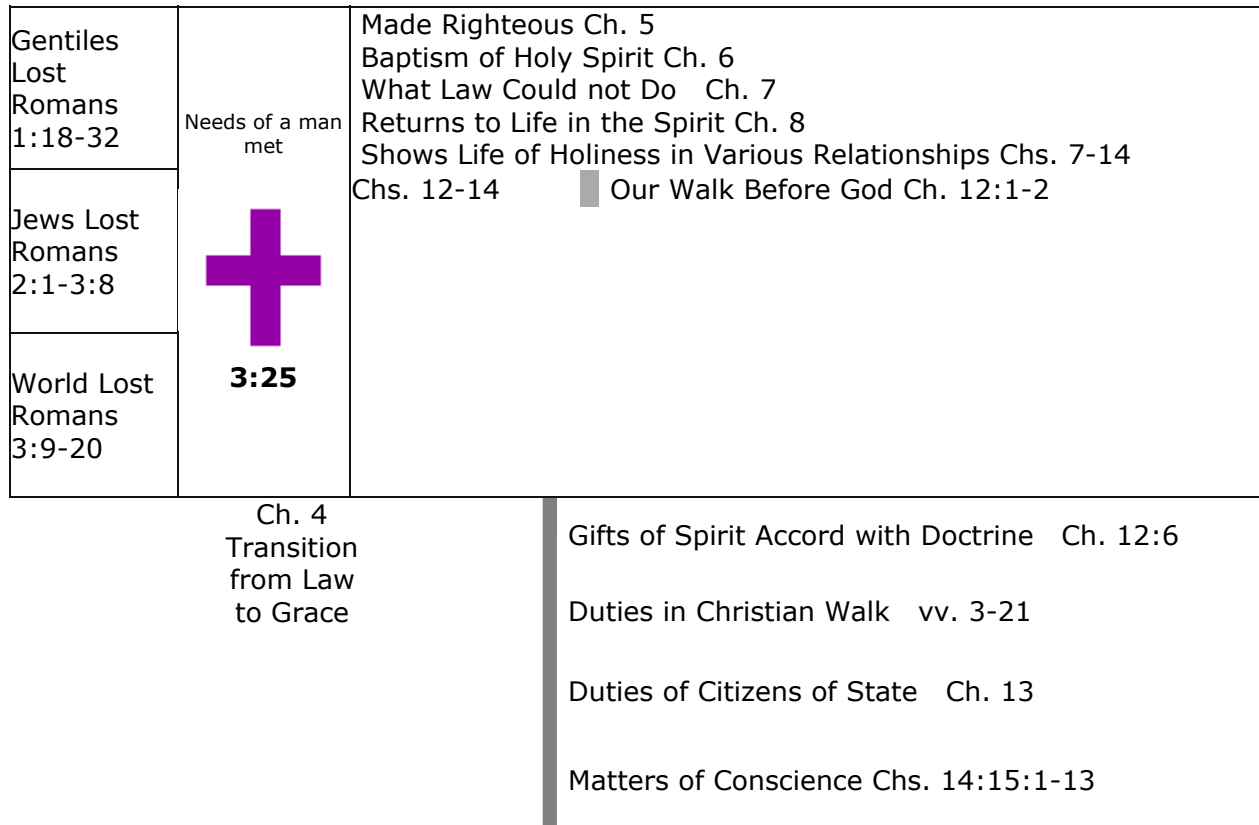 Gentiles
Lost
Romans
1:18-32
Jews Lost
Romans
2:1-3:8
World Lost
Romans
3:9-20
Needs of a man
met
3:25
Made Righteous Ch. 5
Baptism of Holy Spirit Ch. 6
What Law Could not Do Ch. 7
Returns to Life in the Spirit Ch. 8
Shows Life of Holiness in Various Relationships Chs. 7-14
Chs. 12-14 Our Walk Before God Ch. 12:1-2
Ch. 4
Transition
from Law
to Grace
Gifts of Spirit Accord with Doctrine Ch. 12:6
Duties in Christian Walk vv. 3-21
Duties of Citizens of State Ch. 13
Matters of Conscience Chs. 14:15:1-13